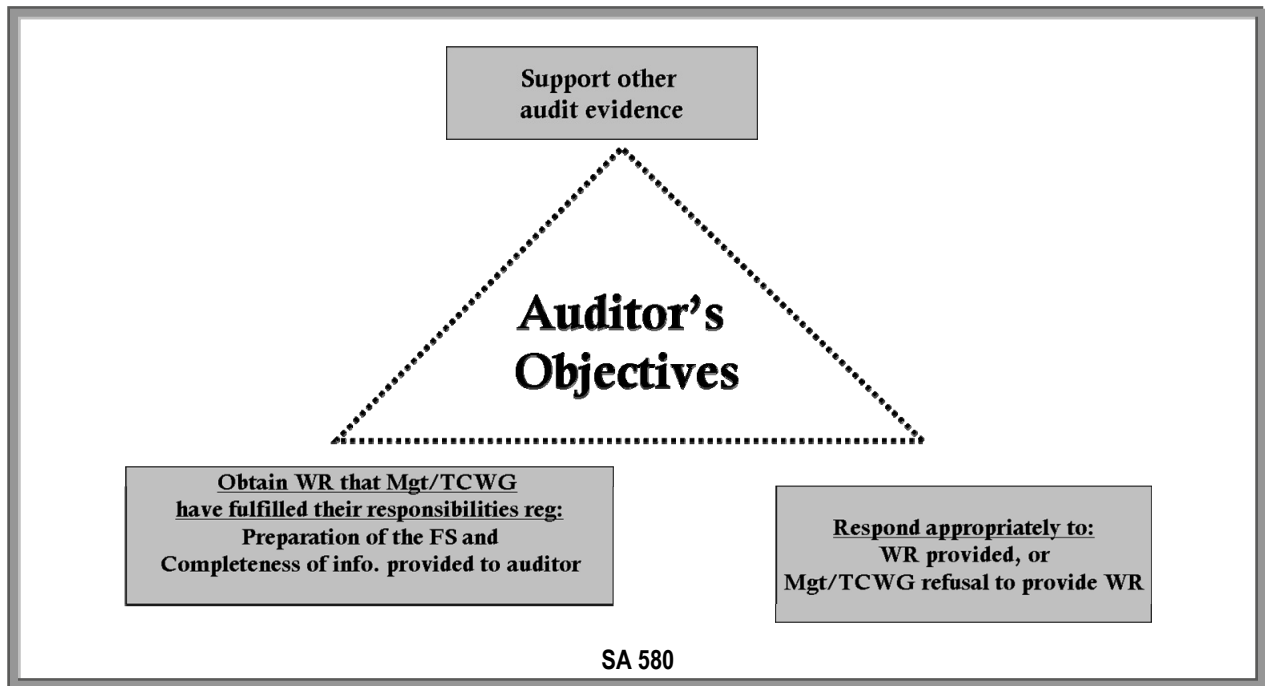 Support other
audit evidence
Auditor's
Objectives
Obtain WR that Mgt/TCWG
have fulfilled their responsibilities reg:
Preparation of the FS and
Completeness of info. provided to auditor
Respond appropriately to:
WR provided, or
Mgt/TCWG refusal to provide WR
SA 580